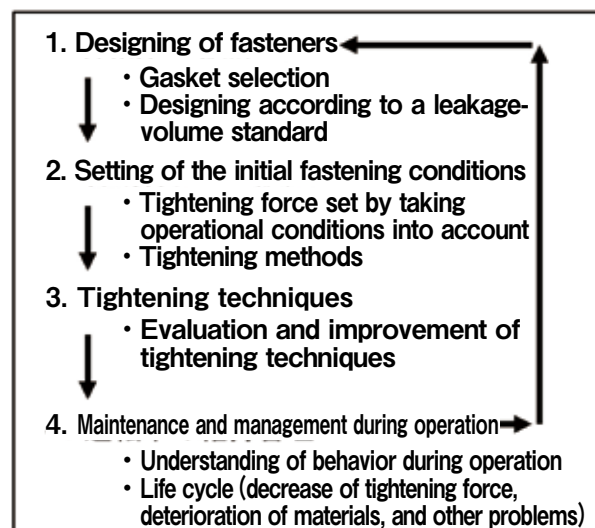 1. Designing of fasteners
・Gasket selection
・Designing according to a leakage-
volume standard
2. Setting of the initial fastening conditions
・Tightening force set by taking
operational conditions into account
・Tightening methods
3. Tightening techniques
・Evaluation and improvement of
tightening techniques
4. Maintenance and management during operation
・Understanding of behavior during operation
・Life cycle (decrease of tightening force,
deterioration of materials, and other problems)